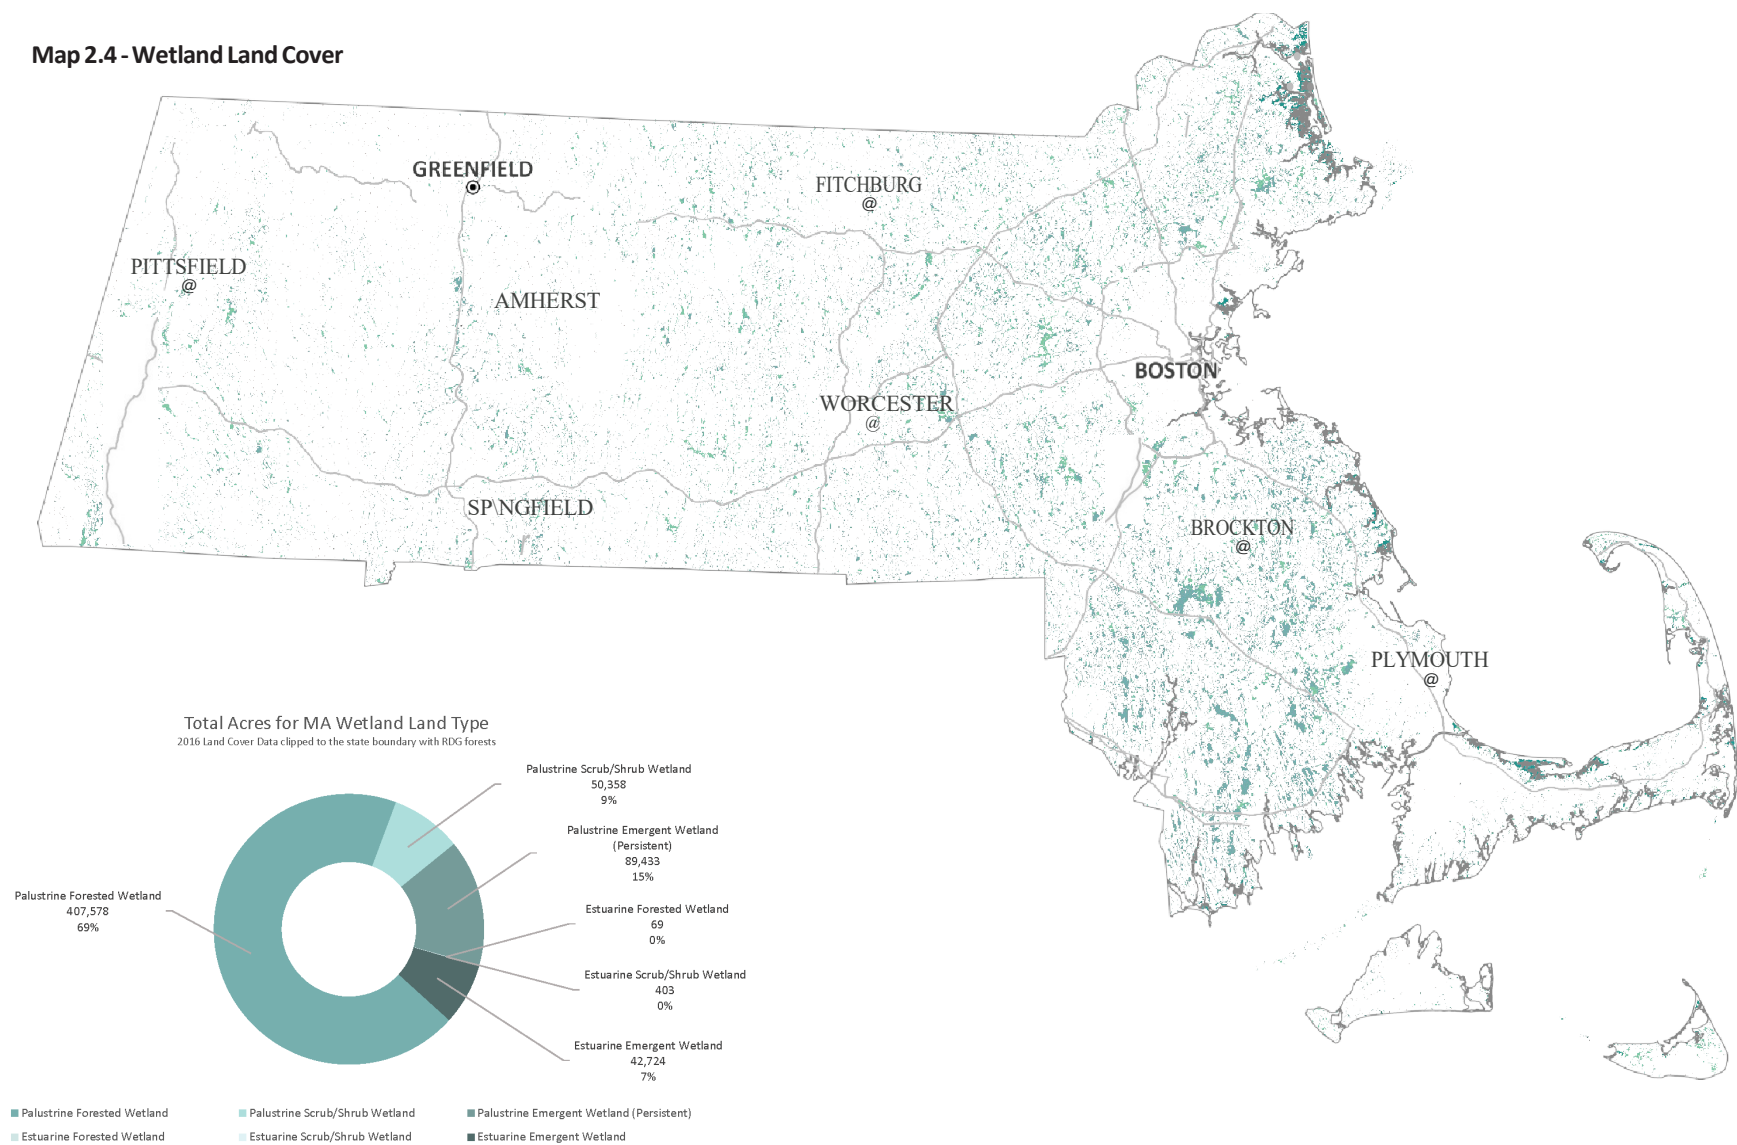 Map 2.4 - Wetland Land Cover
GREENFIELD
FITCHBURG
@
PITTSFIELD
@
AMHERST
BOSTON
WORCESTER
@
SP\NGFIELD
BROCKTON
@
PLYMOUTH
@
Total Acres for MA Wetland Land Type
2016 Land Cover Data clipped to the state boundary with RDG forests
Palustrine Scrub/Shrub Wetland
50,358
9%
Palustrine Emergent Wetland
(Persistent)
89,433
15%
Palustrine Forested Wetland
407,578
69%
Estuarine Forested Wetland
69
0%
Estuarine Scrub/Shrub Wetland
403
0%
Estuarine Emergent Wetland
42,724
7%
Palustrine Forested Wetland
Palustrine Scrub/Shrub Wetland
Palustrine Emergent Wetland (Persistent)
Estuarine Forested Wetland
Estuarine Scrub/Shrub Wetland
Estuarine Emergent Wetland